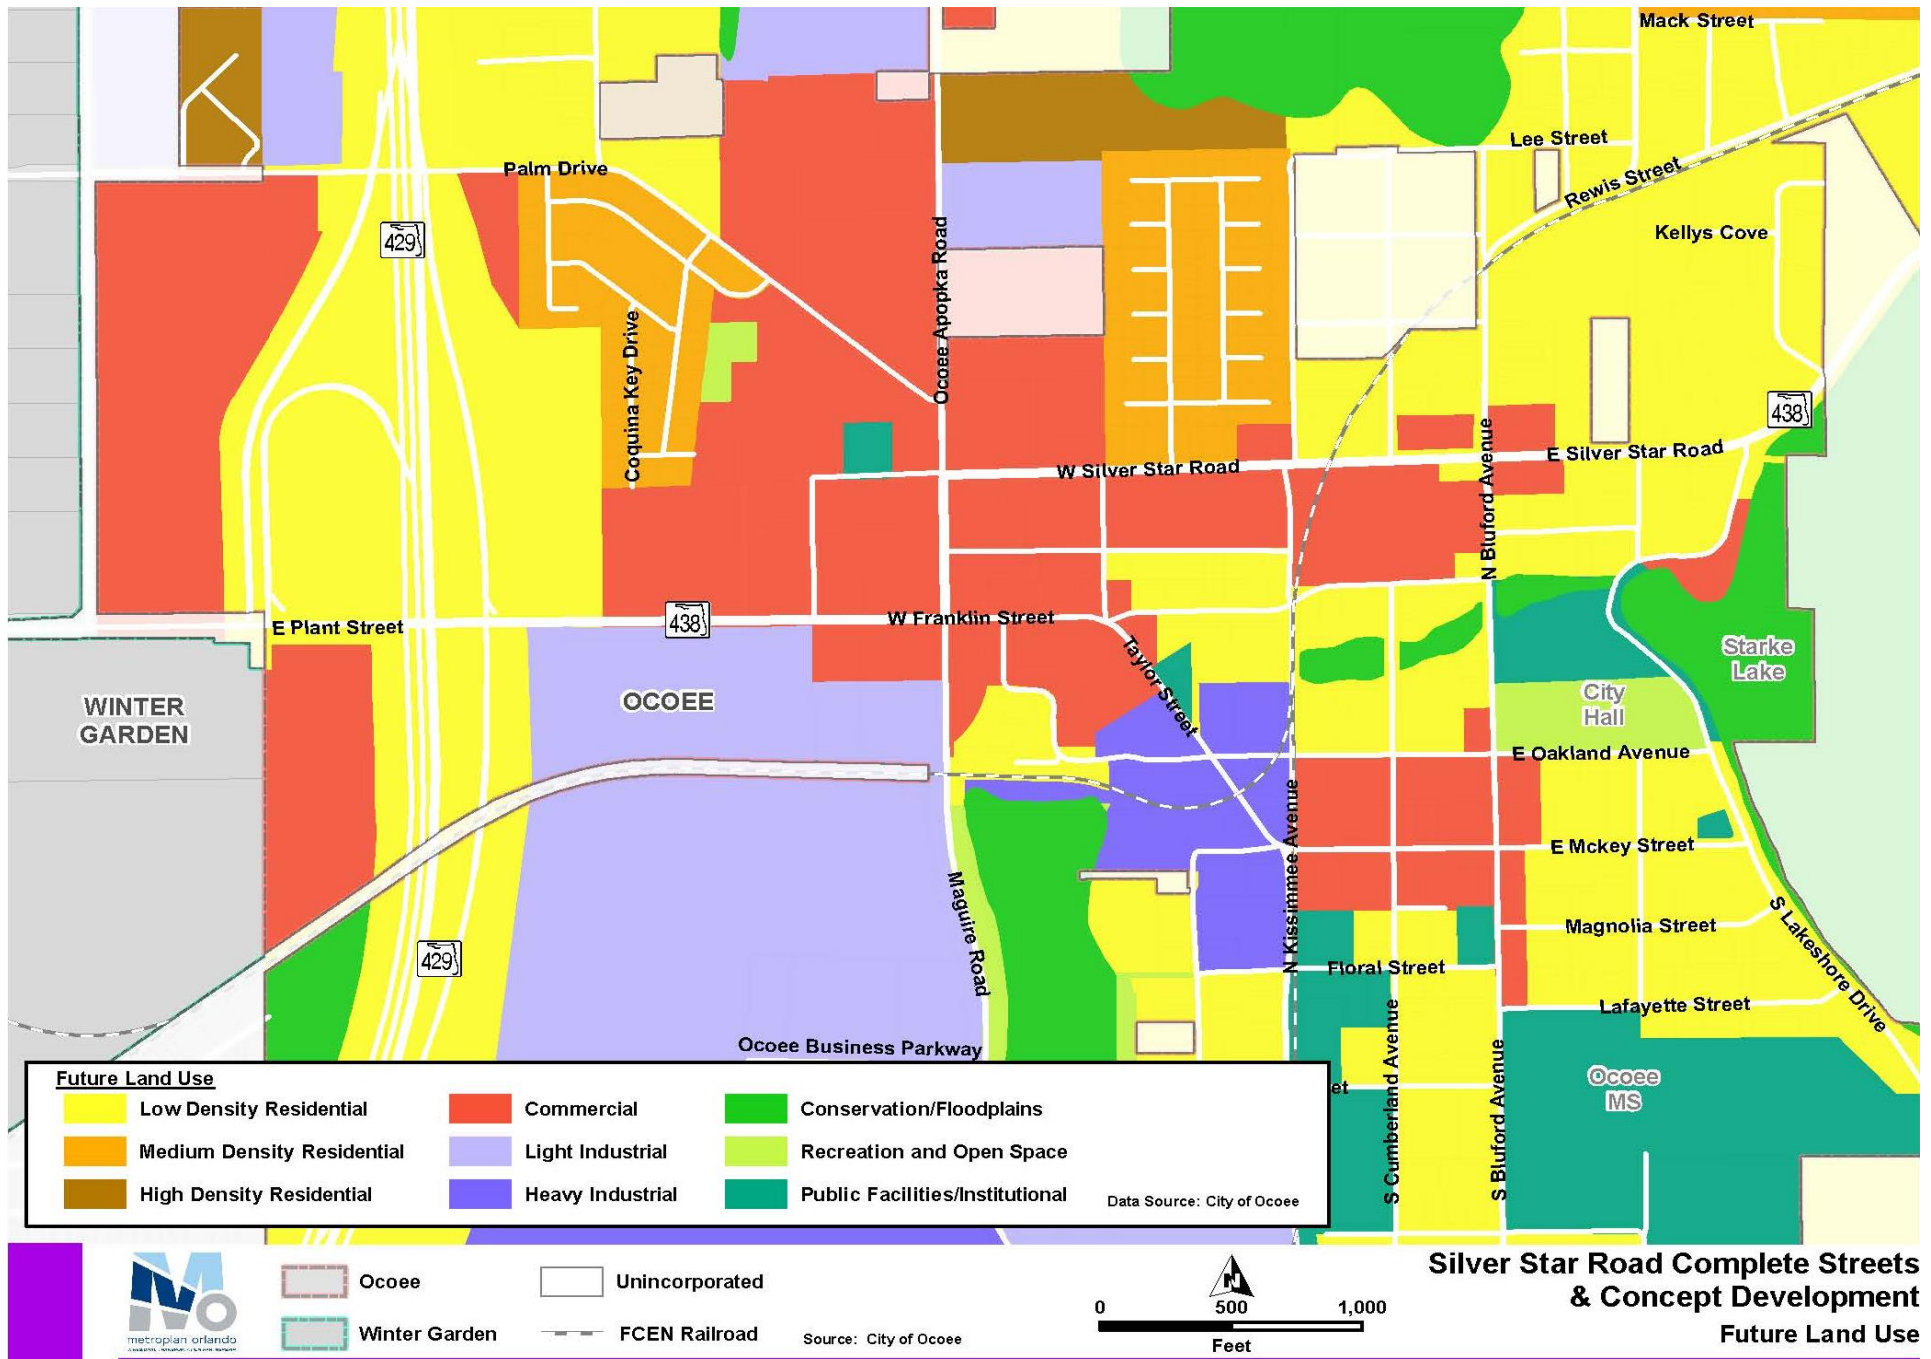 Mack Street
Lee Street
Palm Drive
Rewis Street
Kellys Cove
429
Ocoee Apopka Road
Coquina Key Drive
438
N Bluford Avenue
E Silver Star Road
W Silver Star Road
438
W Franklin Street
E Plant Street
Taylor Street
Starke
Lake
WINTER
GARDEN
OCOEE
City
Hall
E Oakland Avenue
N Kissimmee Avenue
E Mckey Street
Maguire Road
S Lakeshore Drive
Magnolia Street
429
Floral Street
Lafayette Street
Ocoee Business Parkway
S Cumberland Avenue
S Bluford Avenue
Ocoee
MS
et
Future Land Use
Low Density Residential
Commercial
Conservation/Floodplains
Medium Density Residential
Light Industrial
Recreation and Open Space
High Density Residential
Heavy Industrial
Public Facilities/Institutional
Data Source: City of Ocoee
metroplan orlando
Ocoee
Unincorporated
Winter Garden
FCEN Railroad
Source: City of Ocoee
N
0 500 1,000
Feet
Silver Star Road Complete Streets
& Concept Development
Future Land Use